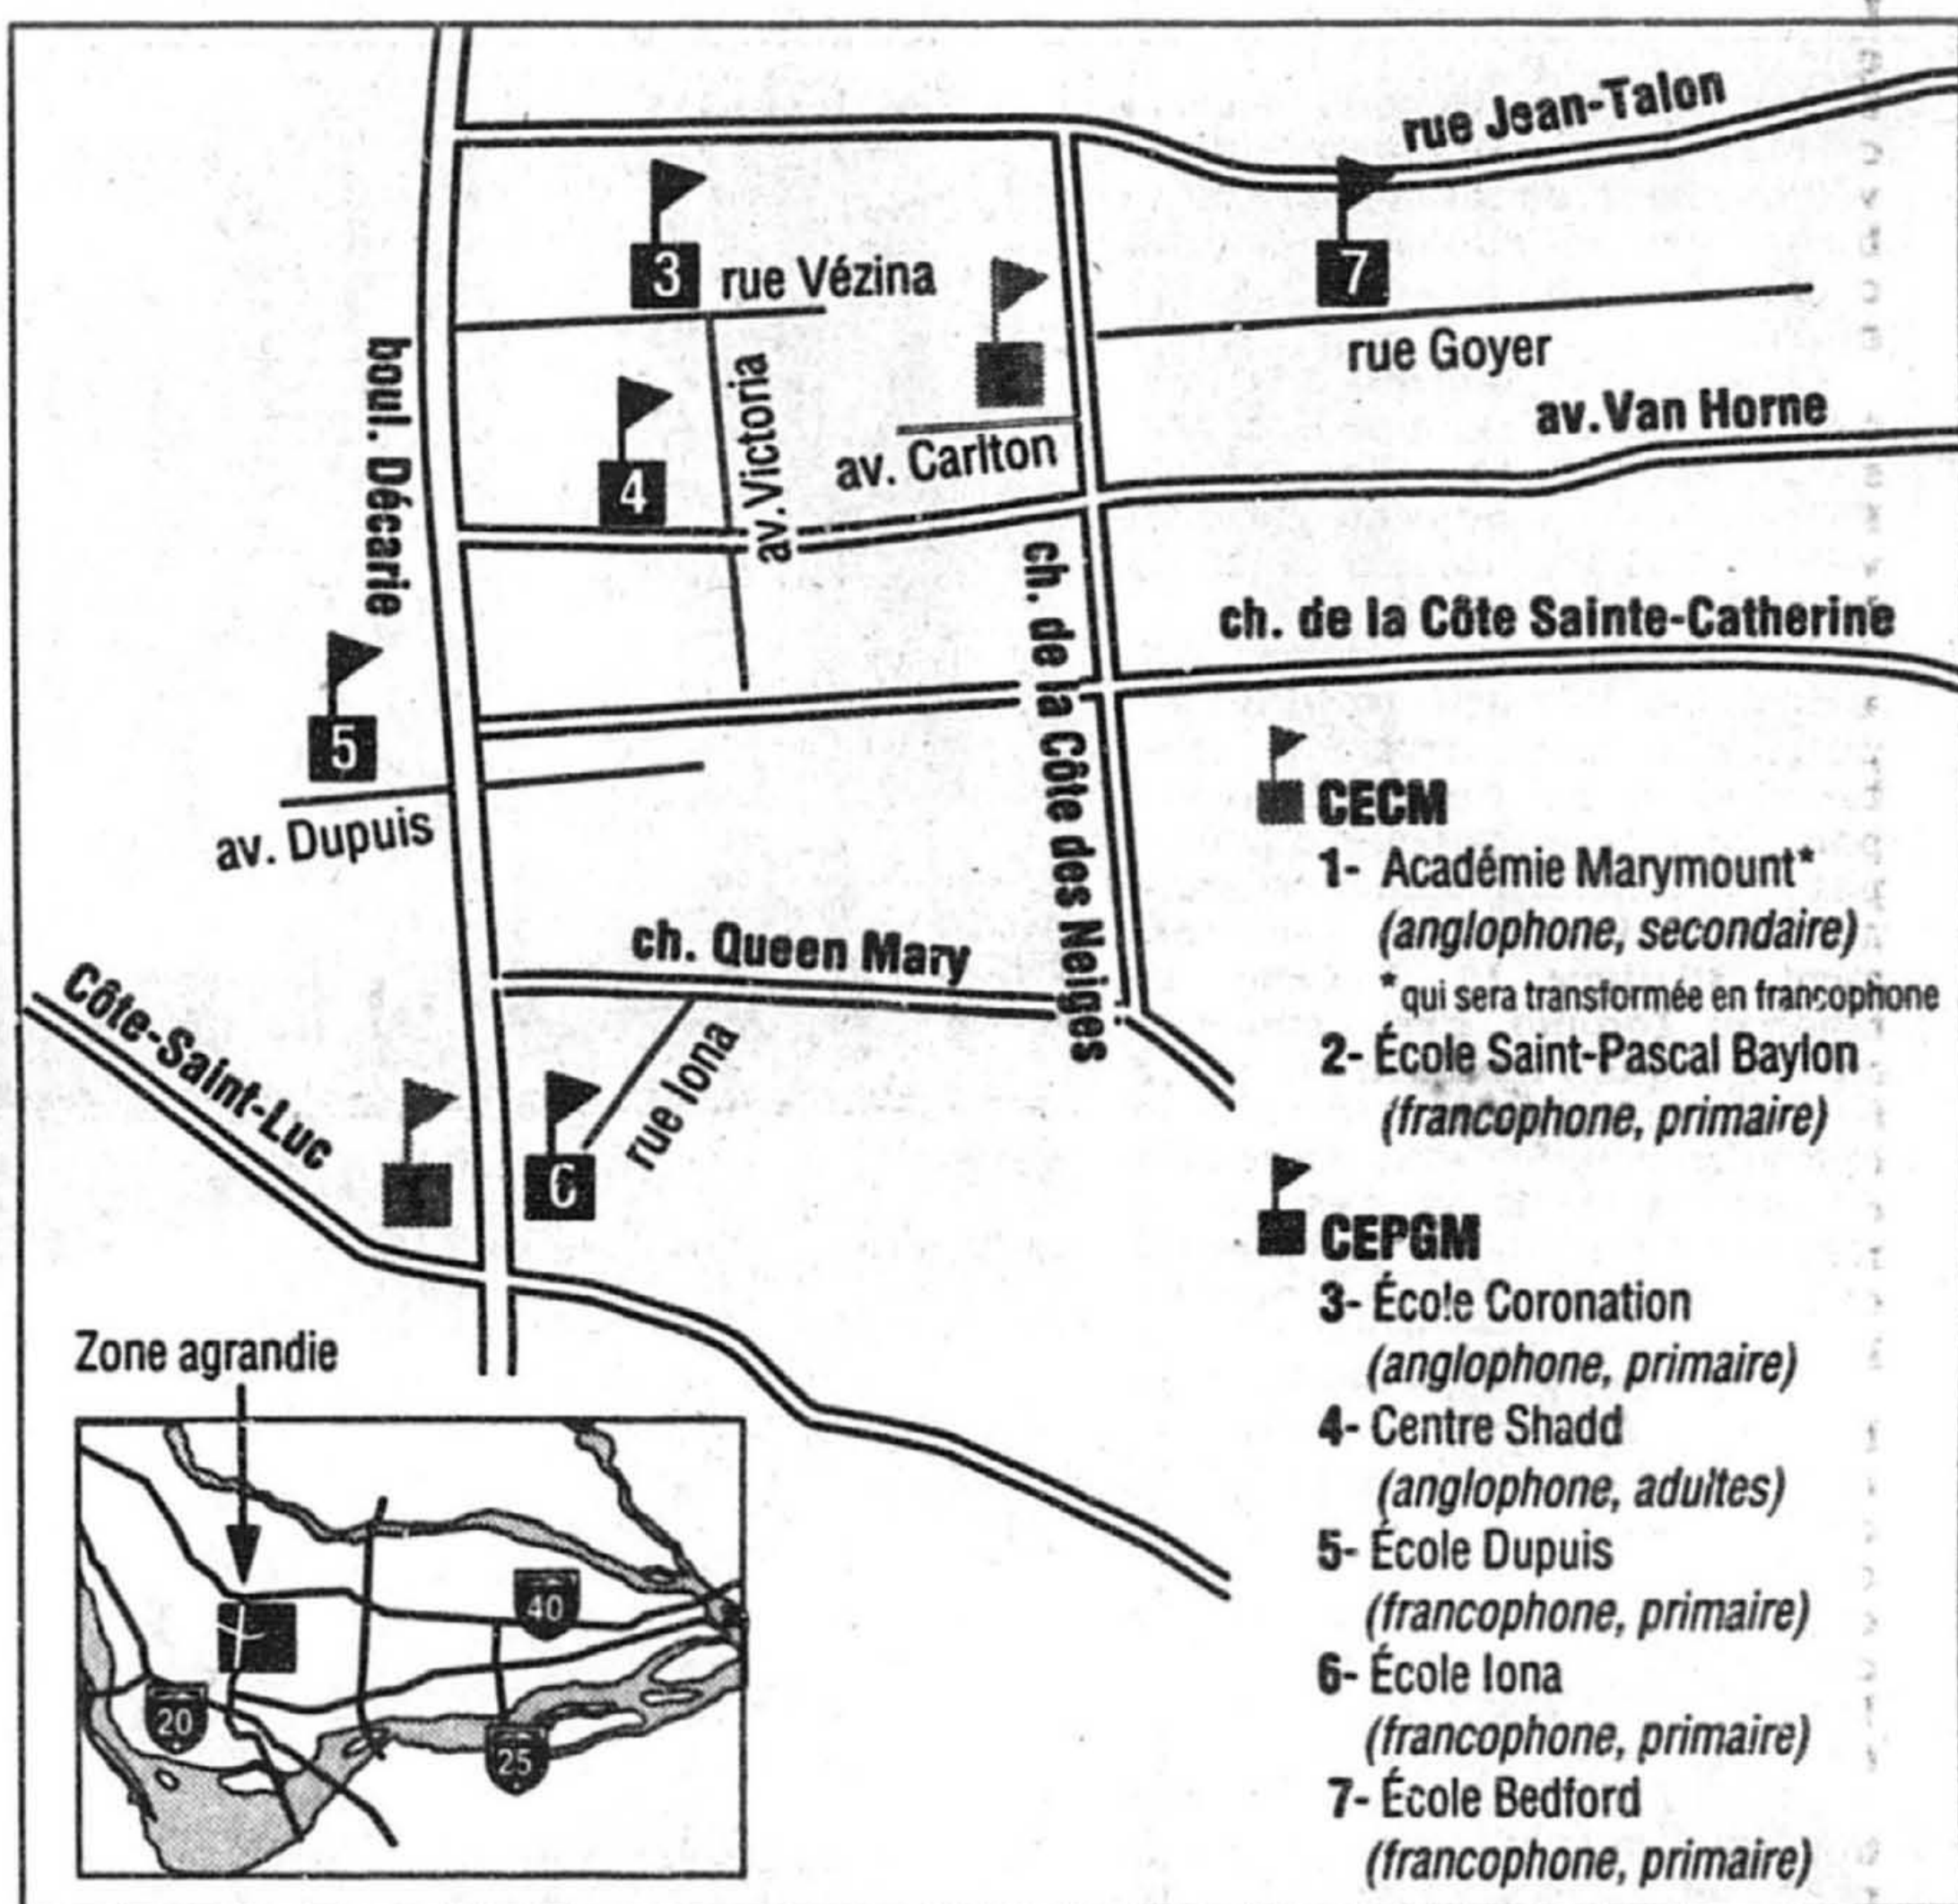 rue Jean-Talon
3
rue Vézina
7
rue Goyer
boul. Décarie
av. Victoria
4
av. Carlton
av. Van Horne
ch. de la Côte Sainte-Catherine
ch. de la Côte des Neiges
5
av. Dupuis
ch. Queen Mary
Côte-Saint-Luc
rue Iona
6
CECM
1- Académie Marymount*
(anglophone, secondaire)
*qui sera transformée en francophone
2- École Saint-Pascal Baylon
(francophone, primaire)
CEPGM
3- École Coronation
(anglophone, primaire)
4- Centre Shadd
(anglophone, adultes)
5- École Dupuis
(francophone, primaire)
6- École Iona
(francophone, primaire)
7- École Bedford
(francophone, primaire)
Zone agrandie
40
20
25